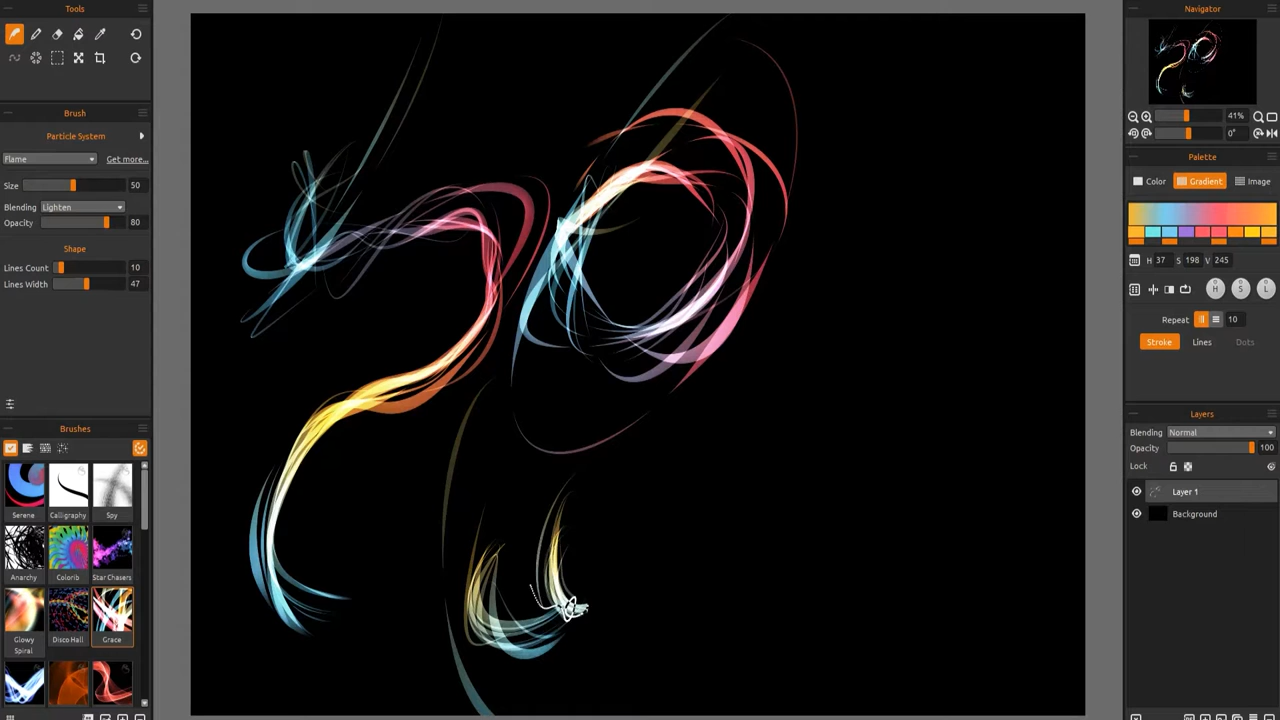 Tools
Brush
Particle System
Flame Get more...
Size 50
Blending Lighten
Opacity 80
Shape
Lines Count 10
Lines Width 47
Brushes
Serene Calligraphy Spy
Anarchy Colorib Star Chasers
Glowy Spiral Disco Hall Grace
Navigator
41%
0°
Palette
Color Gradient Image
H 37 S 198 V 245
H S L
Repeat 10
Stroke Lines Dots
Layers
Blending Normal
Opacity 100
Lock
Layer 1
Background